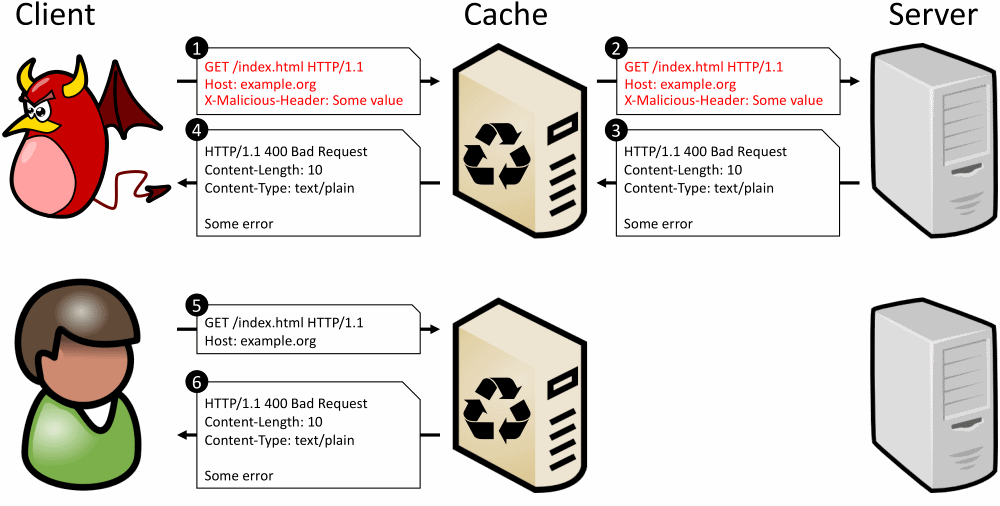 Client
Cache
Server
1
GET /index.html HTTP/1.1
Host: example.org
X-Malicious-Header: Some value
2
GET /index.html HTTP/1.1
Host: example.org
X-Malicious-Header: Some value
4
HTTP/1.1 400 Bad Request
Content-Length: 10
Content-Type: text/plain
Some error
3
HTTP/1.1 400 Bad Request
Content-Length: 10
Content-Type: text/plain
Some error
5
GET /index.html HTTP/1.1
Host: example.org
6
HTTP/1.1 400 Bad Request
Content-Length: 10
Content-Type: text/plain
Some error